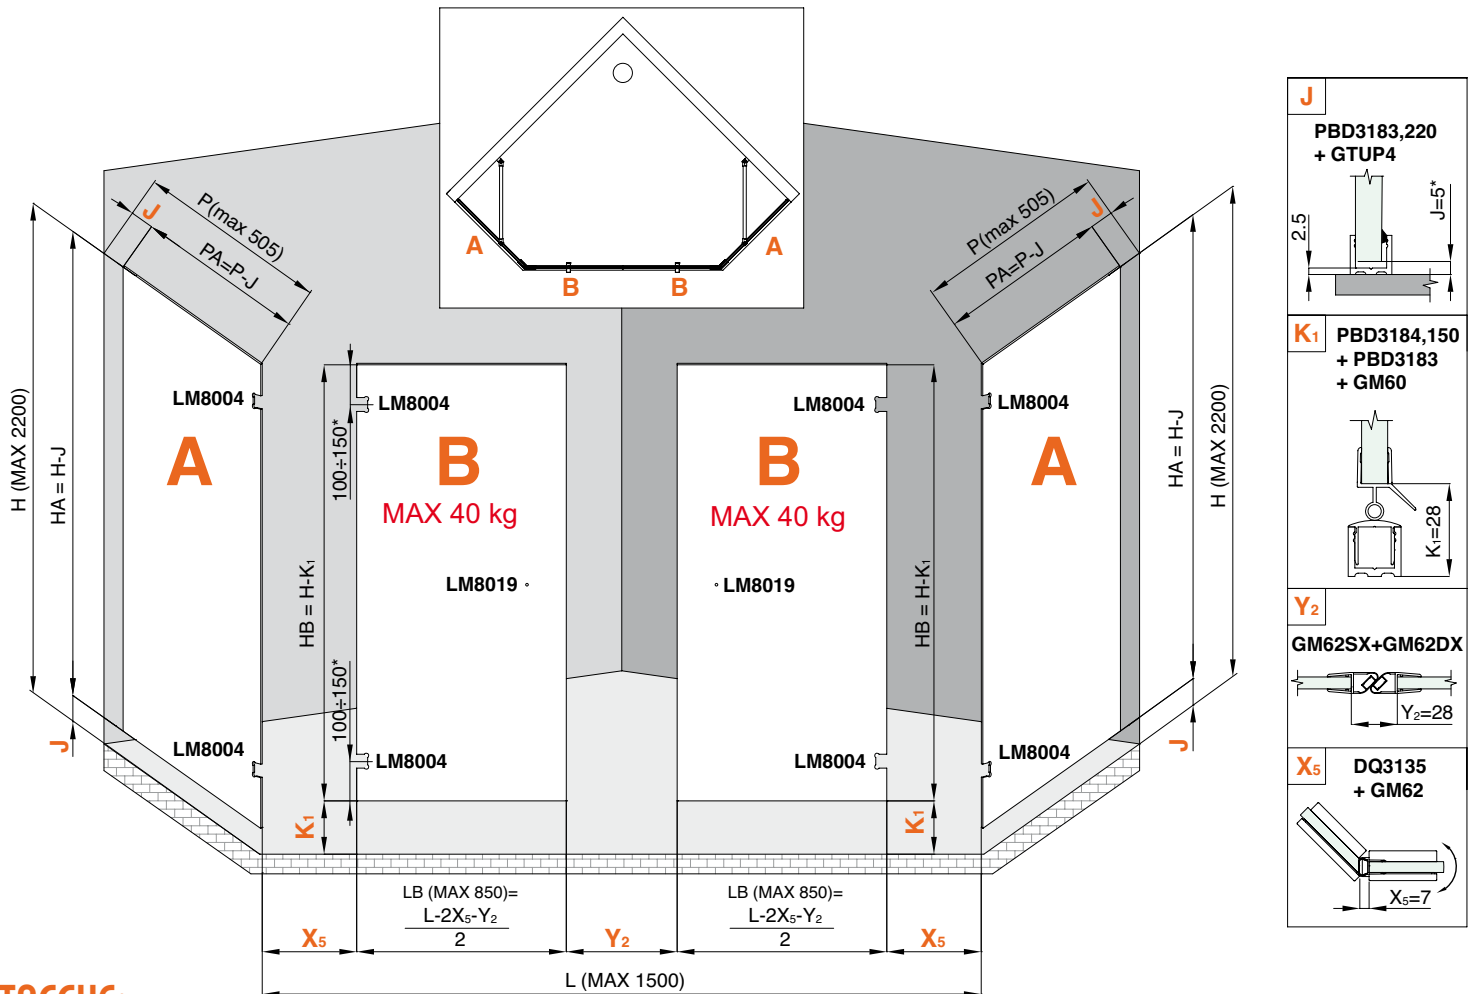 A
A
B
B
P(max 505)
J
PA=P-J
P(max 505)
J
PA=P-J
H (MAX 2200)
HA = H-J
J
LM8004
A
LM8004
LM8004
100÷150*
B
MAX 40 kg
HB = H-K1
LM8019
100÷150*
LM8004
K1
LM8004
B
MAX 40 kg
HB = H-K1
LM8019
LM8004
K1
LM8004
A
LM8004
HA = H-J
H (MAX 2200)
J
LB (MAX 850)=
L-2X5-Y2
2
LB (MAX 850)=
L-2X5-Y2
2
X5
Y2
X5
L (MAX 1500)
J
PBD3183,220
+ GTUP4
2.5
J=5*
K1
PBD3184,150
+ PBD3183
+ GM60
K1=28
Y2
GM62SX+GM62DX
Y2=28
X5
DQ3135
+ GM62
X5=7